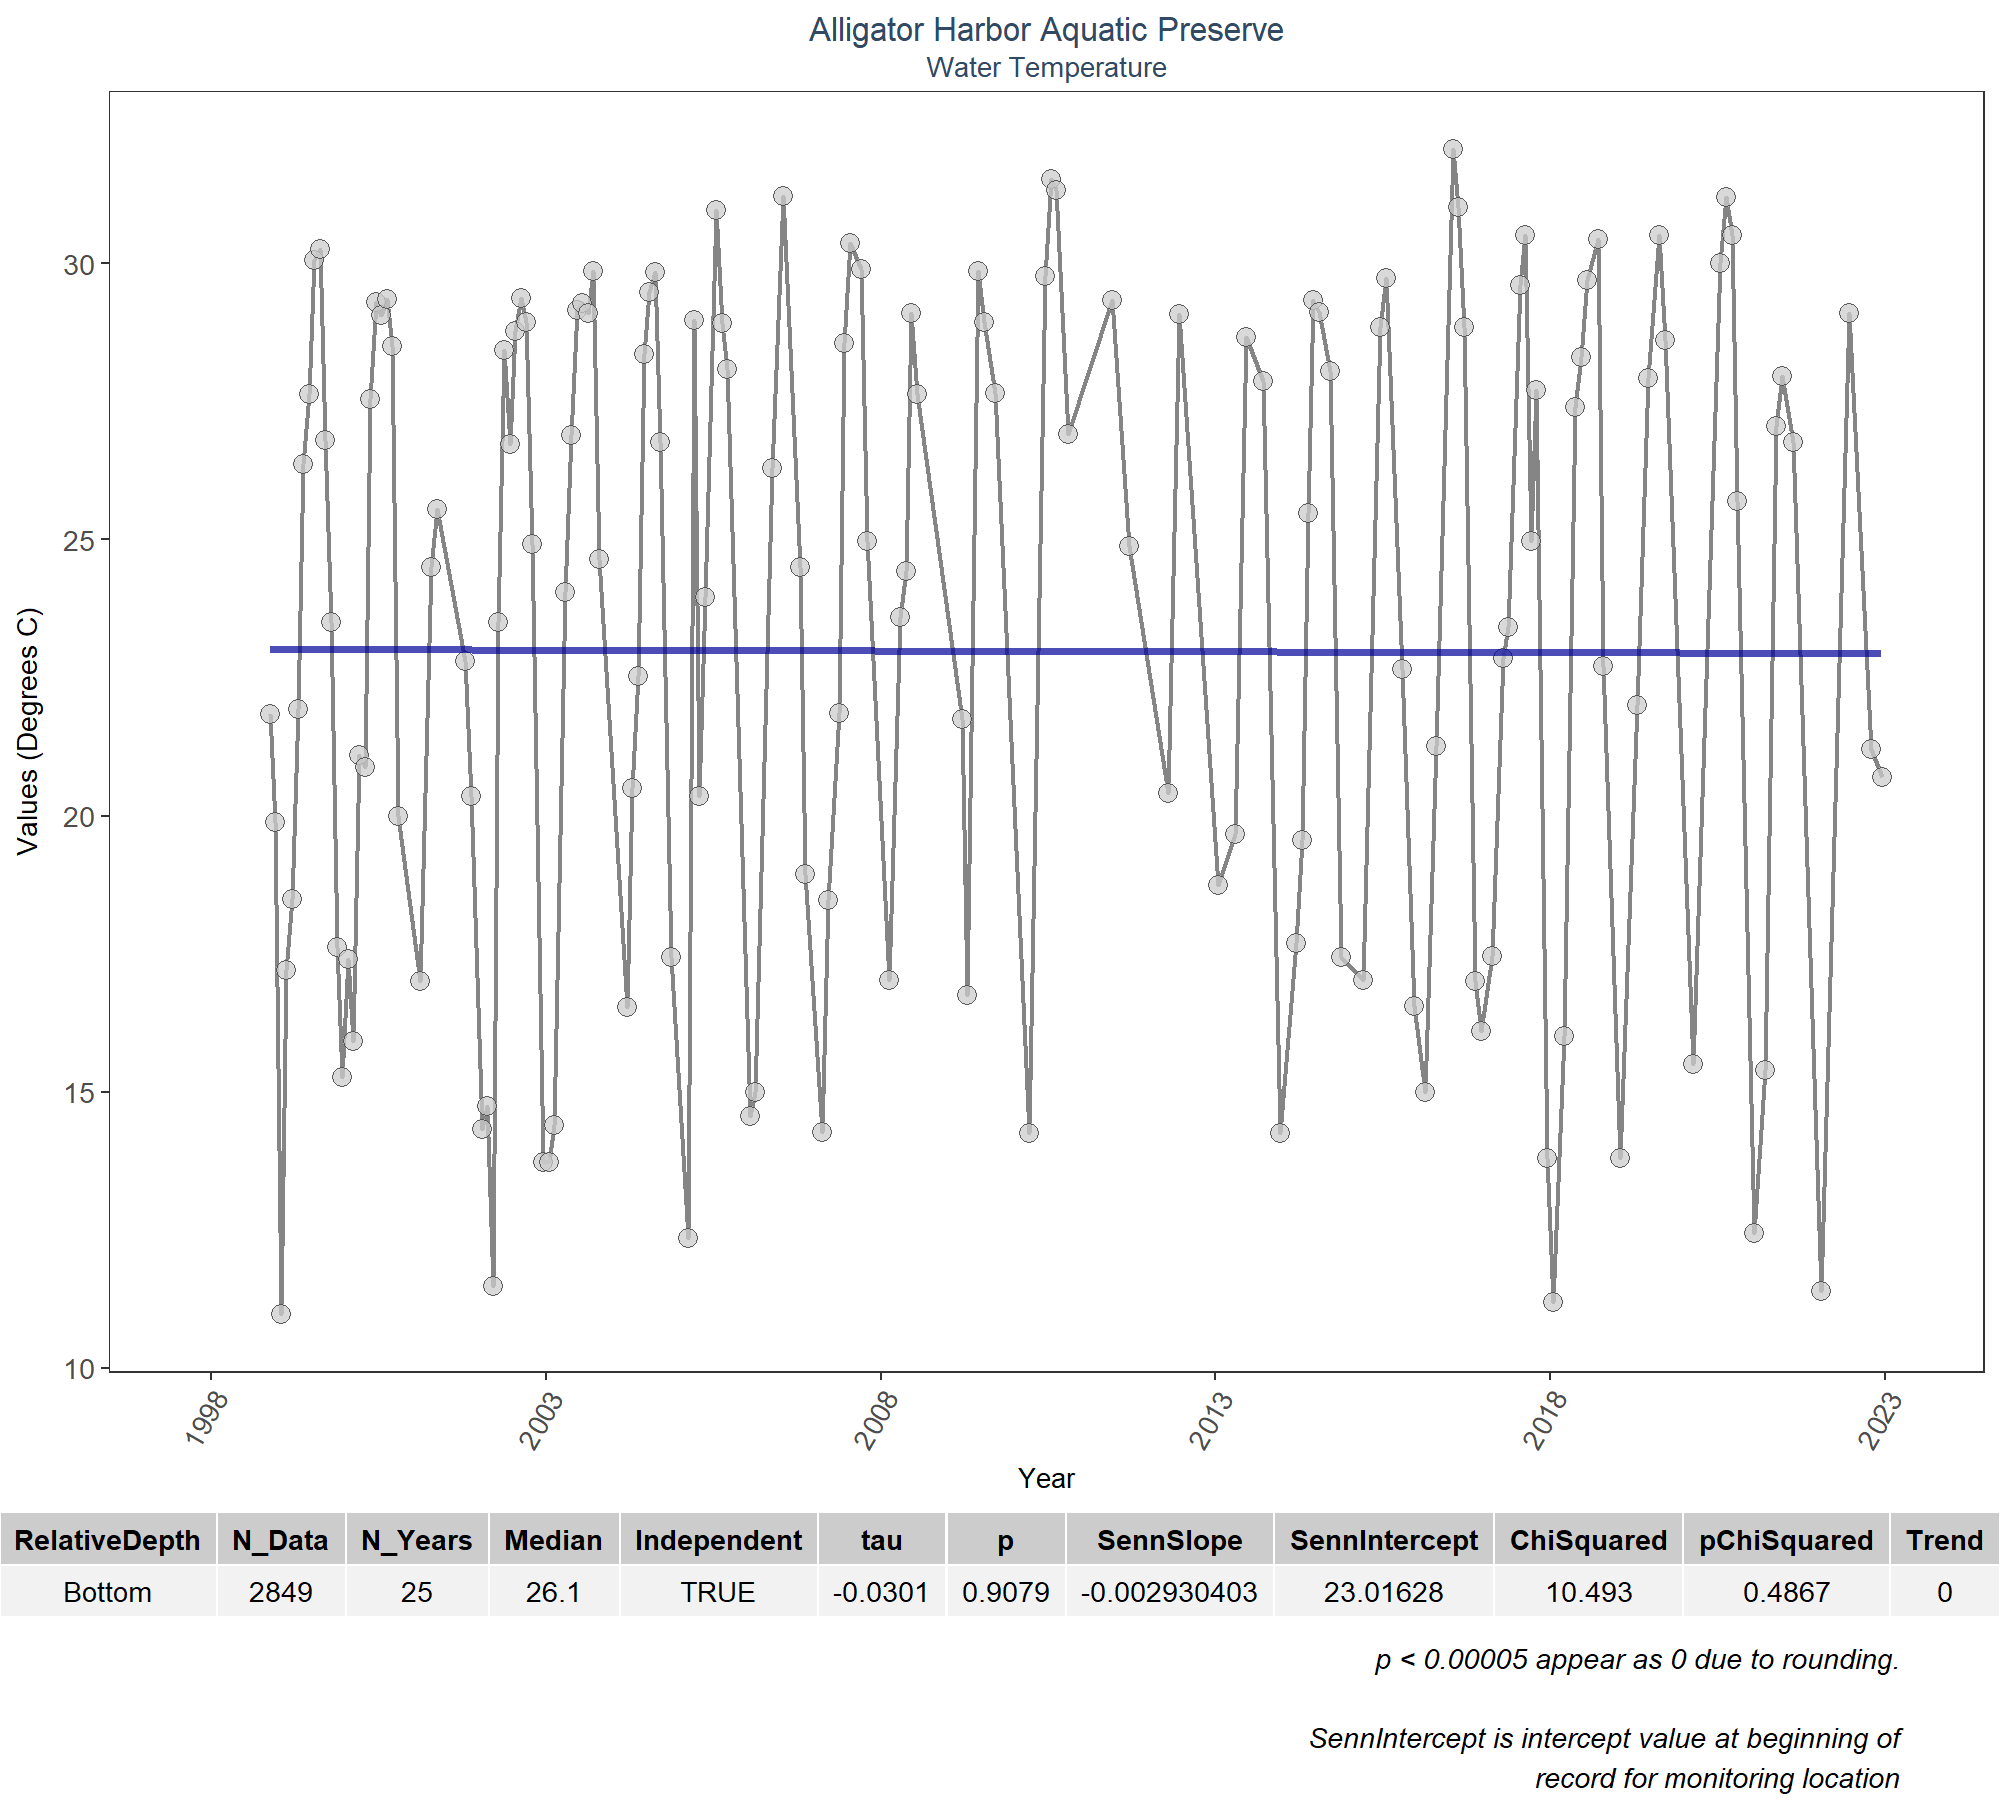 Alligator Harbor Aquatic Preserve
Water Temperature
Values (Degrees C)
30
25
20
15
10
1998
2003
2008
2013
2018
2023
Year
RelativeDepth N_Data N_Years Median Independent tau p SennSlope SennIntercept ChiSquared pChiSquared Trend
Bottom 2849 25 26.1 TRUE -0.0301 0.9079 -0.002930403 23.01628 10.493 0.4867 0
p < 0.00005 appear as 0 due to rounding.
SennIntercept is intercept value at beginning of
record for monitoring location